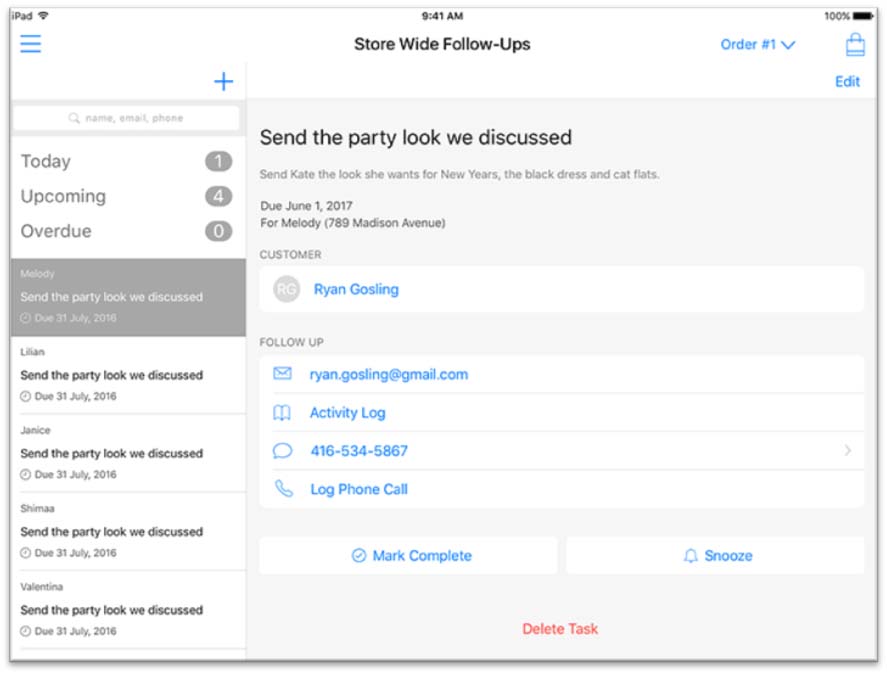 iPad 9:41 AM 100%
Store Wide Follow-Ups Order #1
Edit
name, email, phone
Today 1
Upcoming 4
Overdue 0
Melody
Send the party look we discussed
Due 31 July, 2016
Lilian
Send the party look we discussed
Due 31 July, 2016
Janice
Send the party look we discussed
Due 31 July, 2016
Shimaa
Send the party look we discussed
Due 31 July, 2016
Valentina
Send the party look we discussed
Due 31 July, 2016
Send the party look we discussed
Send Kate the look she wants for New Years, the black dress and cat flats.
Due June 1, 2017
For Melody (789 Madison Avenue)
CUSTOMER
RG Ryan Gosling
FOLLOW UP
ryan.gosling@gmail.com
Activity Log
416-534-5867
Log Phone Call
Mark Complete Snooze
Delete Task